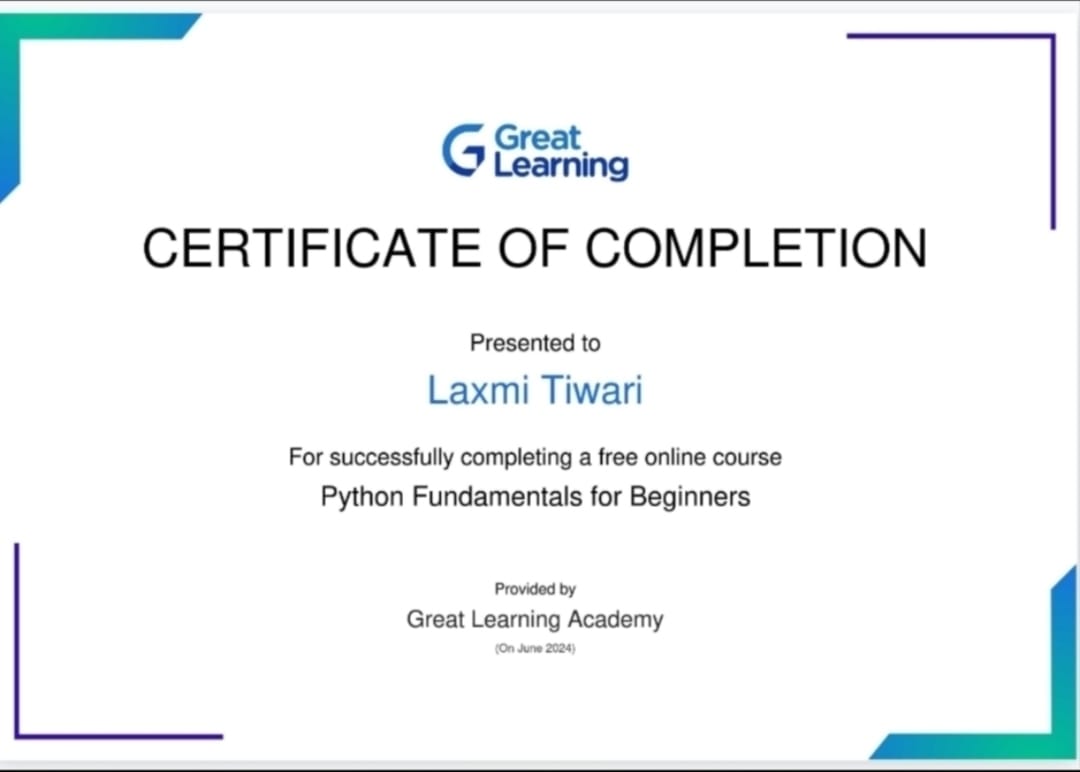 Great
Learning
CERTIFICATE OF COMPLETION
Presented to
Laxmi Tiwari
For successfully completing a free online course
Python Fundamentals for Beginners
Provided by
Great Learning Academy
(On June 2024)